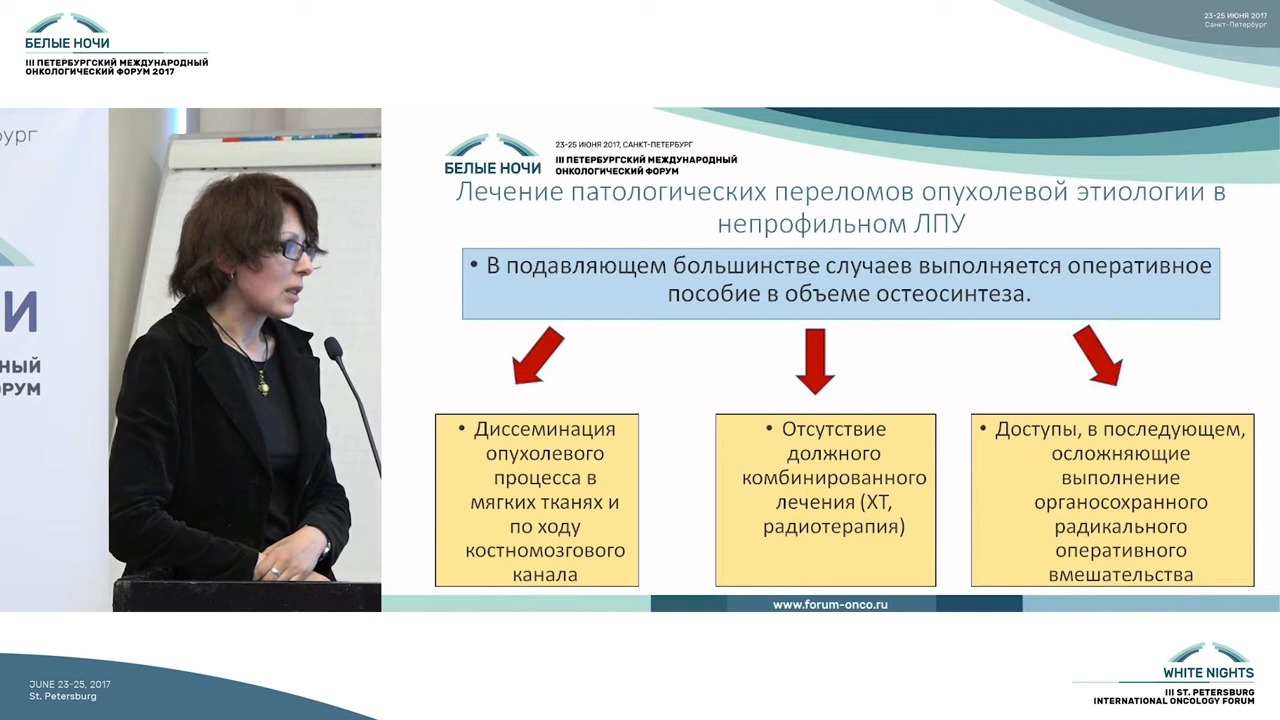 БЕЛЫЕ НОЧИ
III ПЕТЕРБУРГСКИЙ МЕЖДУНАРОДНЫЙ
ОНКОЛОГИЧЕСКИЙ ФОРУМ 2017
23-25 ИЮНЯ 2017
Санкт-Петербург
23-25 ИЮНЯ 2017, САНКТ-ПЕТЕРБУРГ
БЕЛЫЕ НОЧИ
III ПЕТЕРБУРГСКИЙ МЕЖДУНАРОДНЫЙ
ОНКОЛОГИЧЕСКИЙ ФОРУМ
Лечение патологических переломов опухолевой этиологии в
непрофильном ЛПУ
• В подавляющем большинстве случаев выполняется оперативное
пособие в объеме остеосинтеза.
• Диссеминация
опухолевого
процесса в
мягких тканях и
по ходу
костномозгового
канала
• Отсутствие
должного
комбинированного
лечения (ХТ,
радиотерапия)
• Доступы, в последующем,
осложняющие
выполнение
органосохранного
радикального
оперативного
вмешательства
www.forum-onco.ru
JUNE 23-25, 2017
St. Petersburg
WHITE NIGHTS
III ST. PETERSBURG
INTERNATIONAL ONCOLOGY FORUM